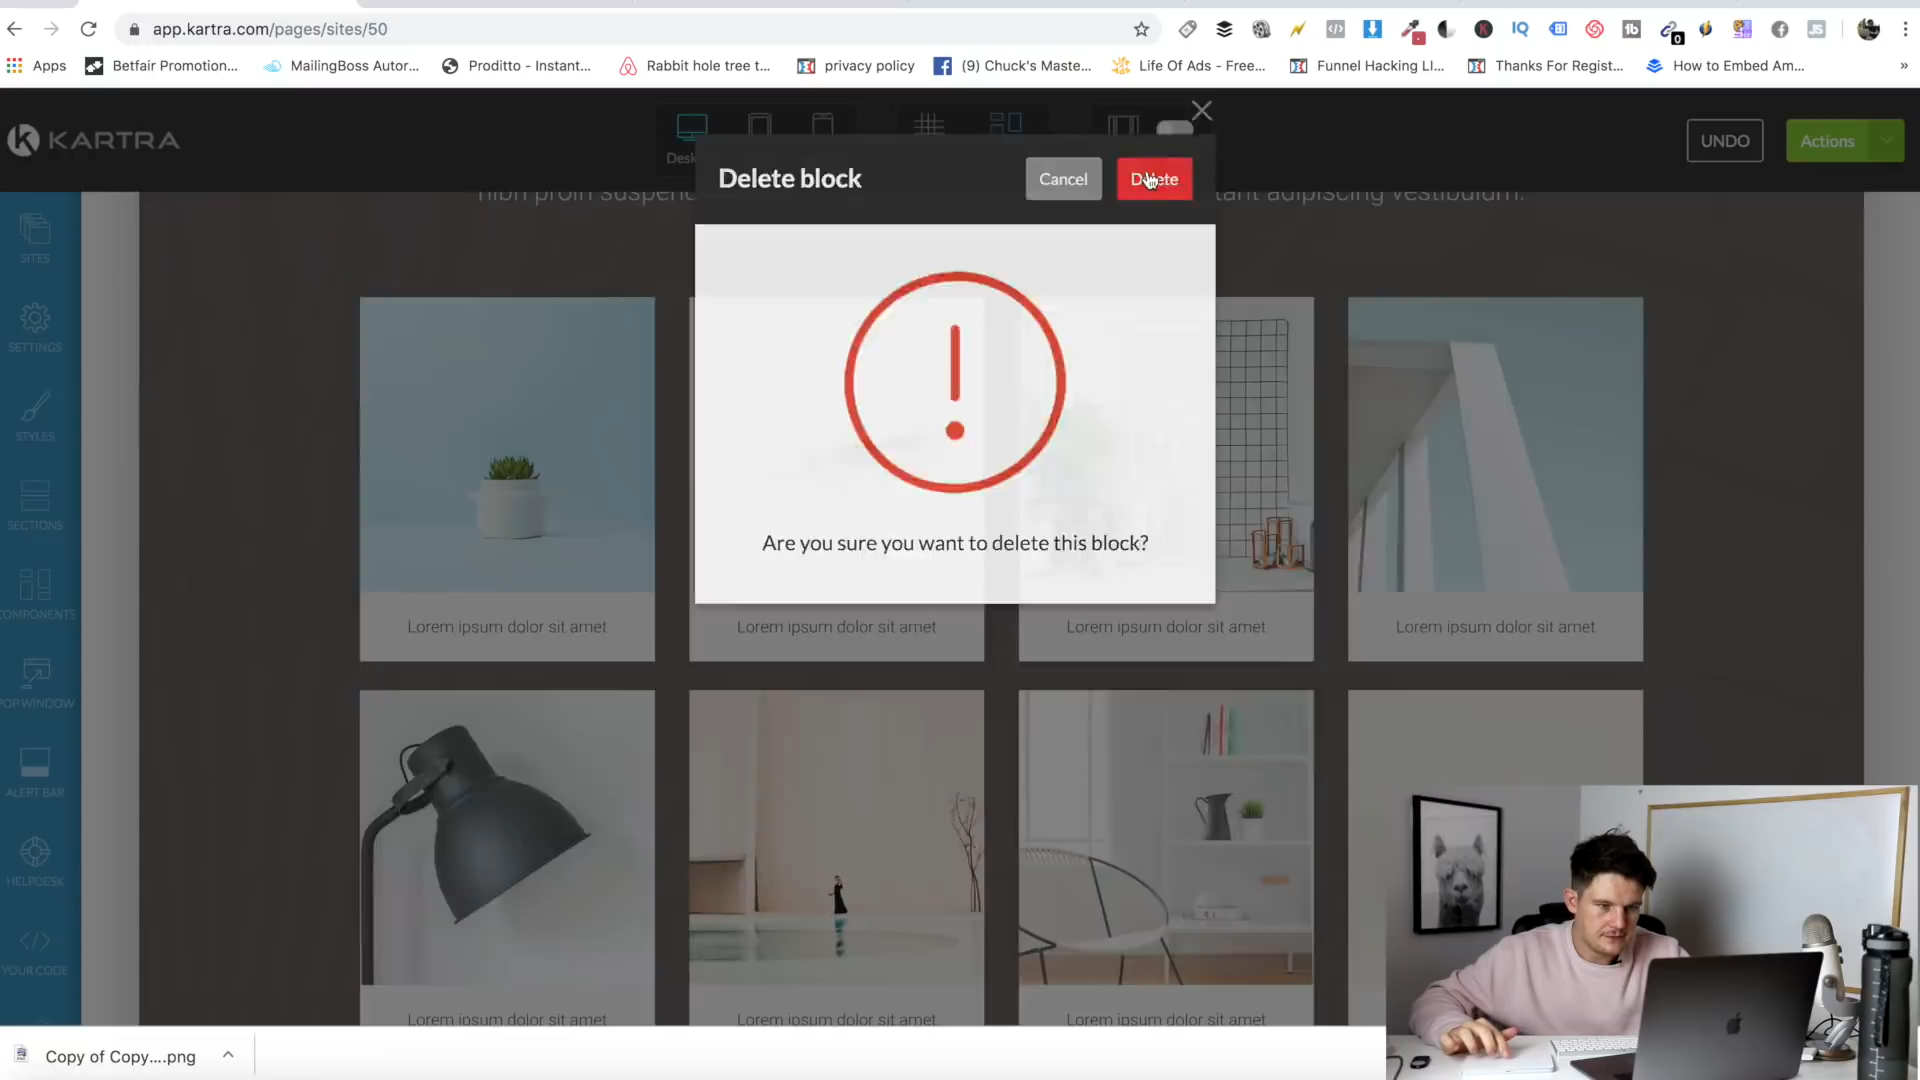 app.kartra.com/pages/sites/50
Apps
Betfair Promotion...
MailingBoss Autor...
Proditto - Instant...
Rabbit hole tree t...
privacy policy
(9) Chuck's Maste...
Life Of Ads - Free...
Funnel Hacking LI...
Thanks For Regist...
How to Embed Am...
»
KARTRA
UNDO
Actions
Delete block
Cancel
Delete
tant adipiscing vestibulum.
SITES
SETTINGS
STYLES
SECTIONS
COMPONENTS
POP WINDOW
ALERT BAR
HELPDESK
YOUR CODE
Are you sure you want to delete this block?
Lorem ipsum dolor sit amet
Lorem ipsum dolor sit amet
Lorem ipsum dolor sit amet
Lorem ipsum dolor sit amet
Lorem ipsum dolor sit amet
Lorem ipsum dolor sit amet
Lorem ipsum dolor sit amet
Copy of Copy....png